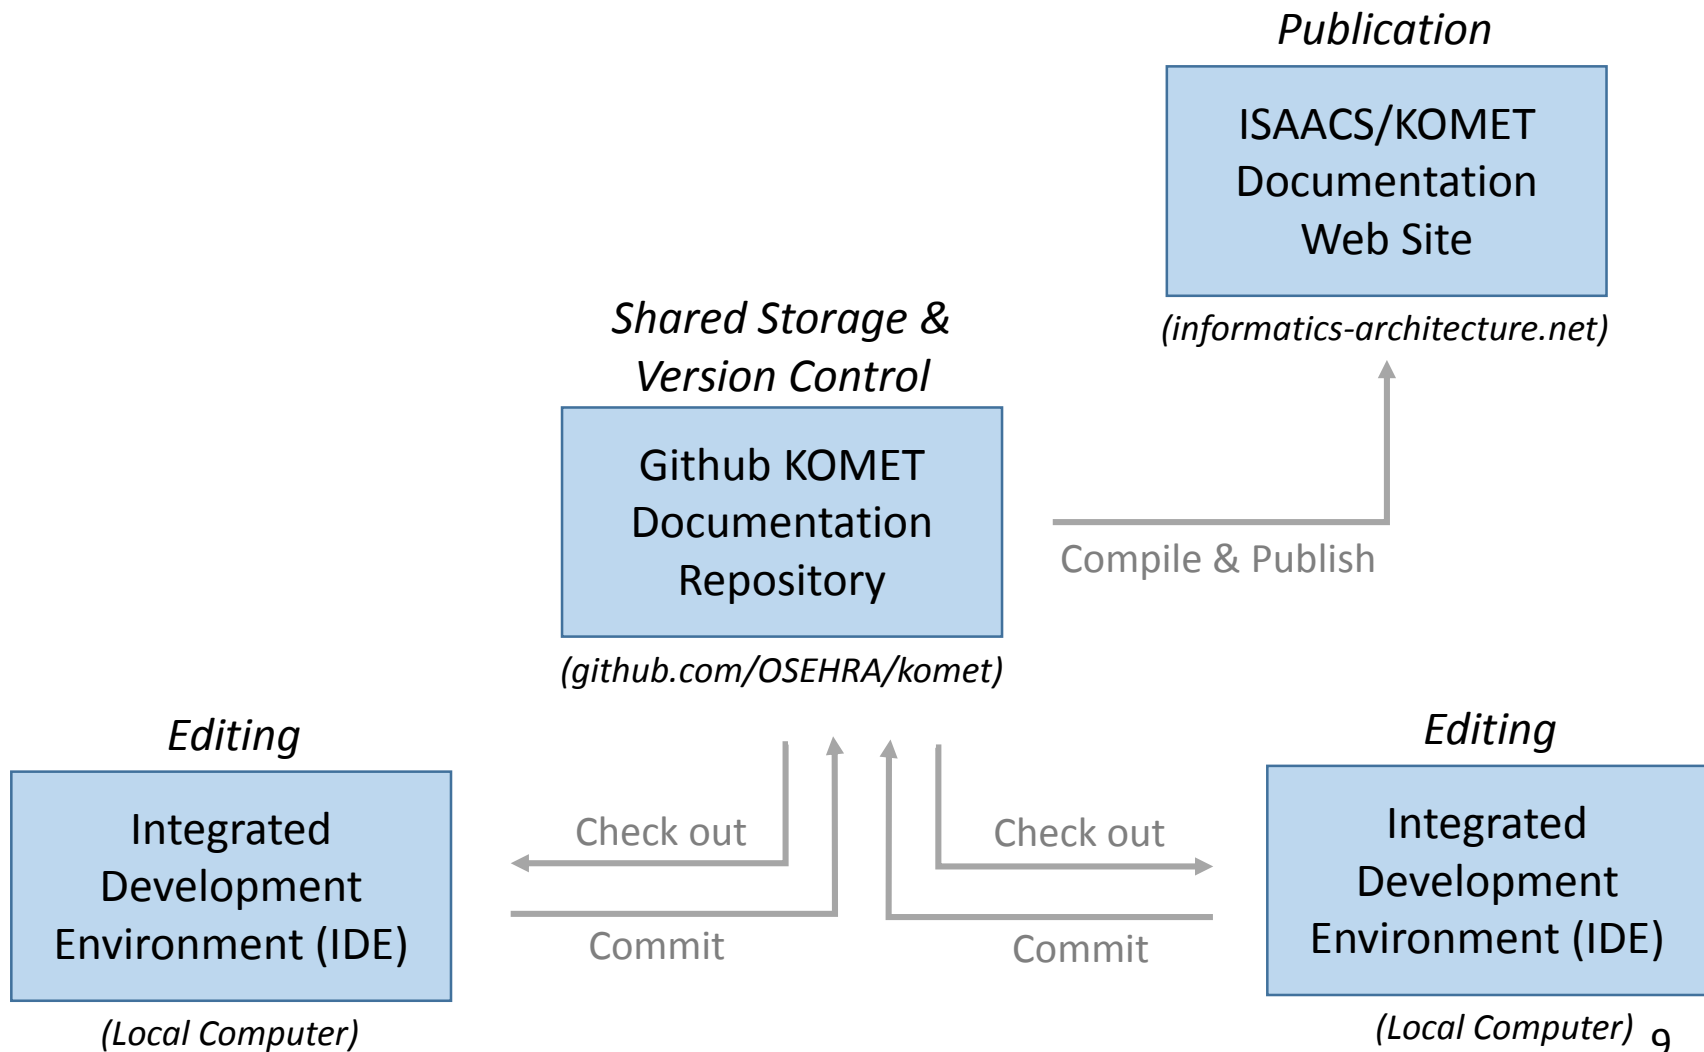 Publication
ISAACS/KOMET
Documentation
Web Site
(informatics-architecture.net)
Shared Storage &
Version Control
Github KOMET
Documentation
Repository
(github.com/OSEHRA/komet)
Compile & Publish
Editing
Integrated
Development
Environment (IDE)
(Local Computer)
Check out
Commit
Check out
Commit
Editing
Integrated
Development
Environment (IDE)
(Local Computer)
9